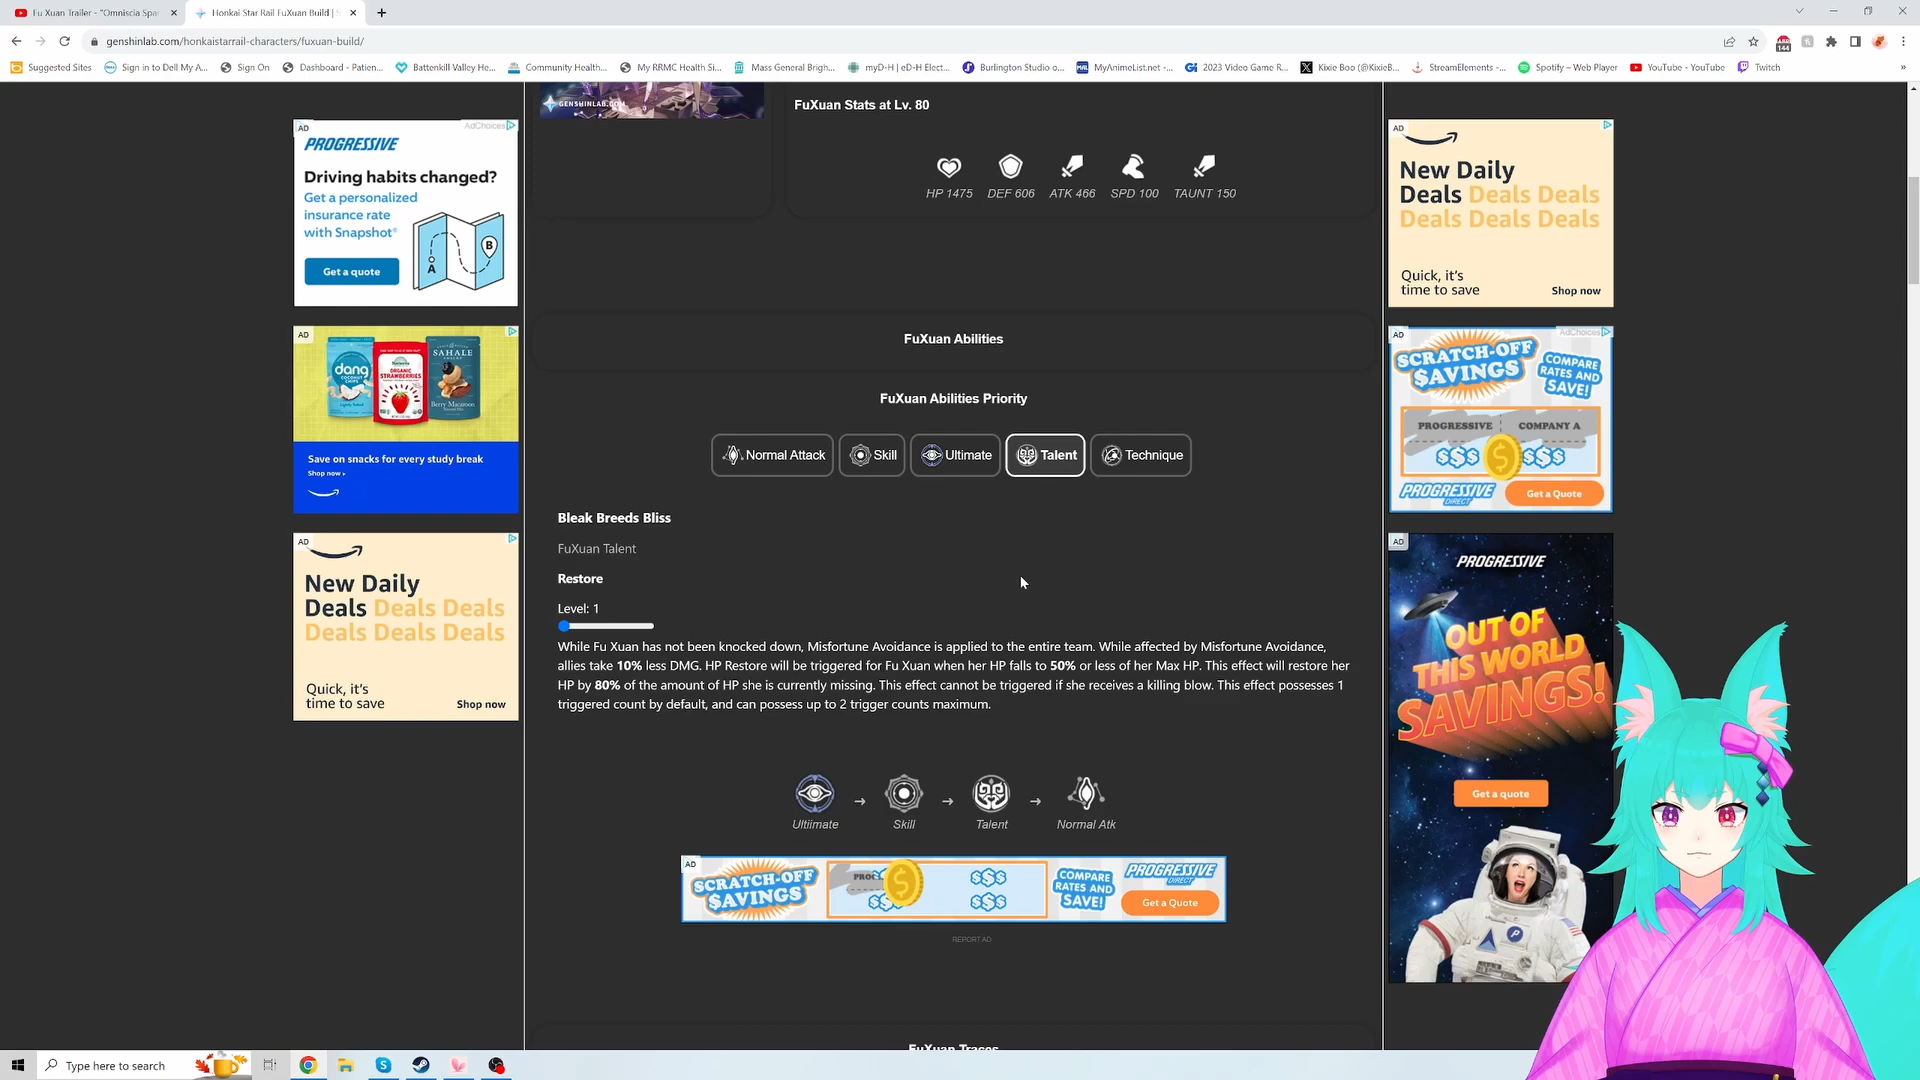 Fu Xuan Trailer - "Omniscia Spar
Honkai Star Rail FuXuan Build |
genshinlab.com/honkaistarrail-characters/fuxuan-build/
144
Suggested Sites
Sign in to Dell My A...
Sign On
Dashboard - Patien...
Battenkill Valley He...
Community Health...
My RRMC Health Si...
Mass General Brigh...
myD-H | eD-H Elect...
Burlington Studio o...
MyAnimeList.net -...
2023 Video Game R...
Kixie Boo (@KixieB...
StreamElements -...
Spotify – Web Player
YouTube - YouTube
Twitch
»
GENSHINLAB.COM
FuXuan Stats at Lv. 80
HP 1475
DEF 606
ATK 466
SPD 100
TAUNT 150
FuXuan Abilities
FuXuan Abilities Priority
Normal Attack
Skill
Ultimate
Talent
Technique
Bleak Breeds Bliss
FuXuan Talent
Restore
Level: 1
While Fu Xuan has not been knocked down, Misfortune Avoidance is applied to the entire team. While affected by Misfortune Avoidance,
allies take 10% less DMG. HP Restore will be triggered for Fu Xuan when her HP falls to 50% or less of her Max HP. This effect will restore her
HP by 80% of the amount of HP she is currently missing. This effect cannot be triggered if she receives a killing blow. This effect possesses 1
triggered count by default, and can possess up to 2 trigger counts maximum.
Ultiimate
→
Skill
→
Talent
→
Normal Atk
AD
SCRATCH-OFF
$AVINGS
$$$
$$$
COMPARE
RATES AND
SAVE!
PROGRESSIVE
DIRECT
Get a Quote
REPORT AD
FuXuan Traces
AD
AdChoices
PROGRESSIVE
Driving habits changed?
Get a personalized
insurance rate
with Snapshot®
A
B
Get a quote
AD
dang
COCONUT CHIPS
ORGANIC
STRAWBERRIES
SAHALE
SNACKS
Berry Macaroon
Save on snacks for every study break
Shop now ▸
AD
New Daily
Deals Deals Deals
Deals Deals Deals
Quick, it's
time to save
Shop now
AD
New Daily
Deals Deals Deals
Deals Deals Deals
Quick, it's
time to save
Shop now
AD
AdChoices
SCRATCH-OFF
$AVINGS
COMPARE
RATES AND
SAVE!
PROGRESSIVE
COMPANY A
$$$
$$$
PROGRESSIVE
DIRECT
Get a Quote
AD
PROGRESSIVE
OUT OF
THIS WORLD
SAVINGS!
Get a quote
P
Type here to search